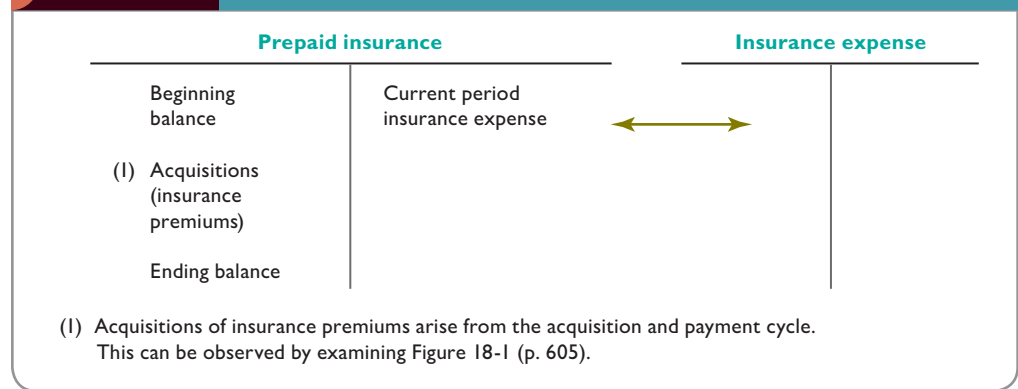 Prepaid insurance
Insurance expense
Beginning
balance
Current period
insurance expense
(1) Acquisitions
(insurance
premiums)
Ending balance
(1) Acquisitions of insurance premiums arise from the acquisition and payment cycle.
This can be observed by examining Figure 18-1 (p. 605).